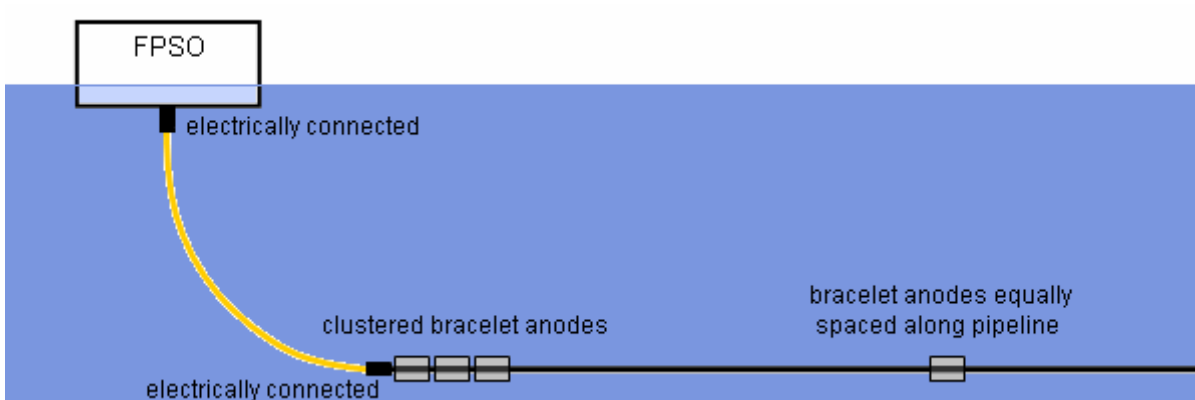 FPSO
electrically connected
clustered bracelet anodes
bracelet anodes equally
spaced along pipeline
electrically connected